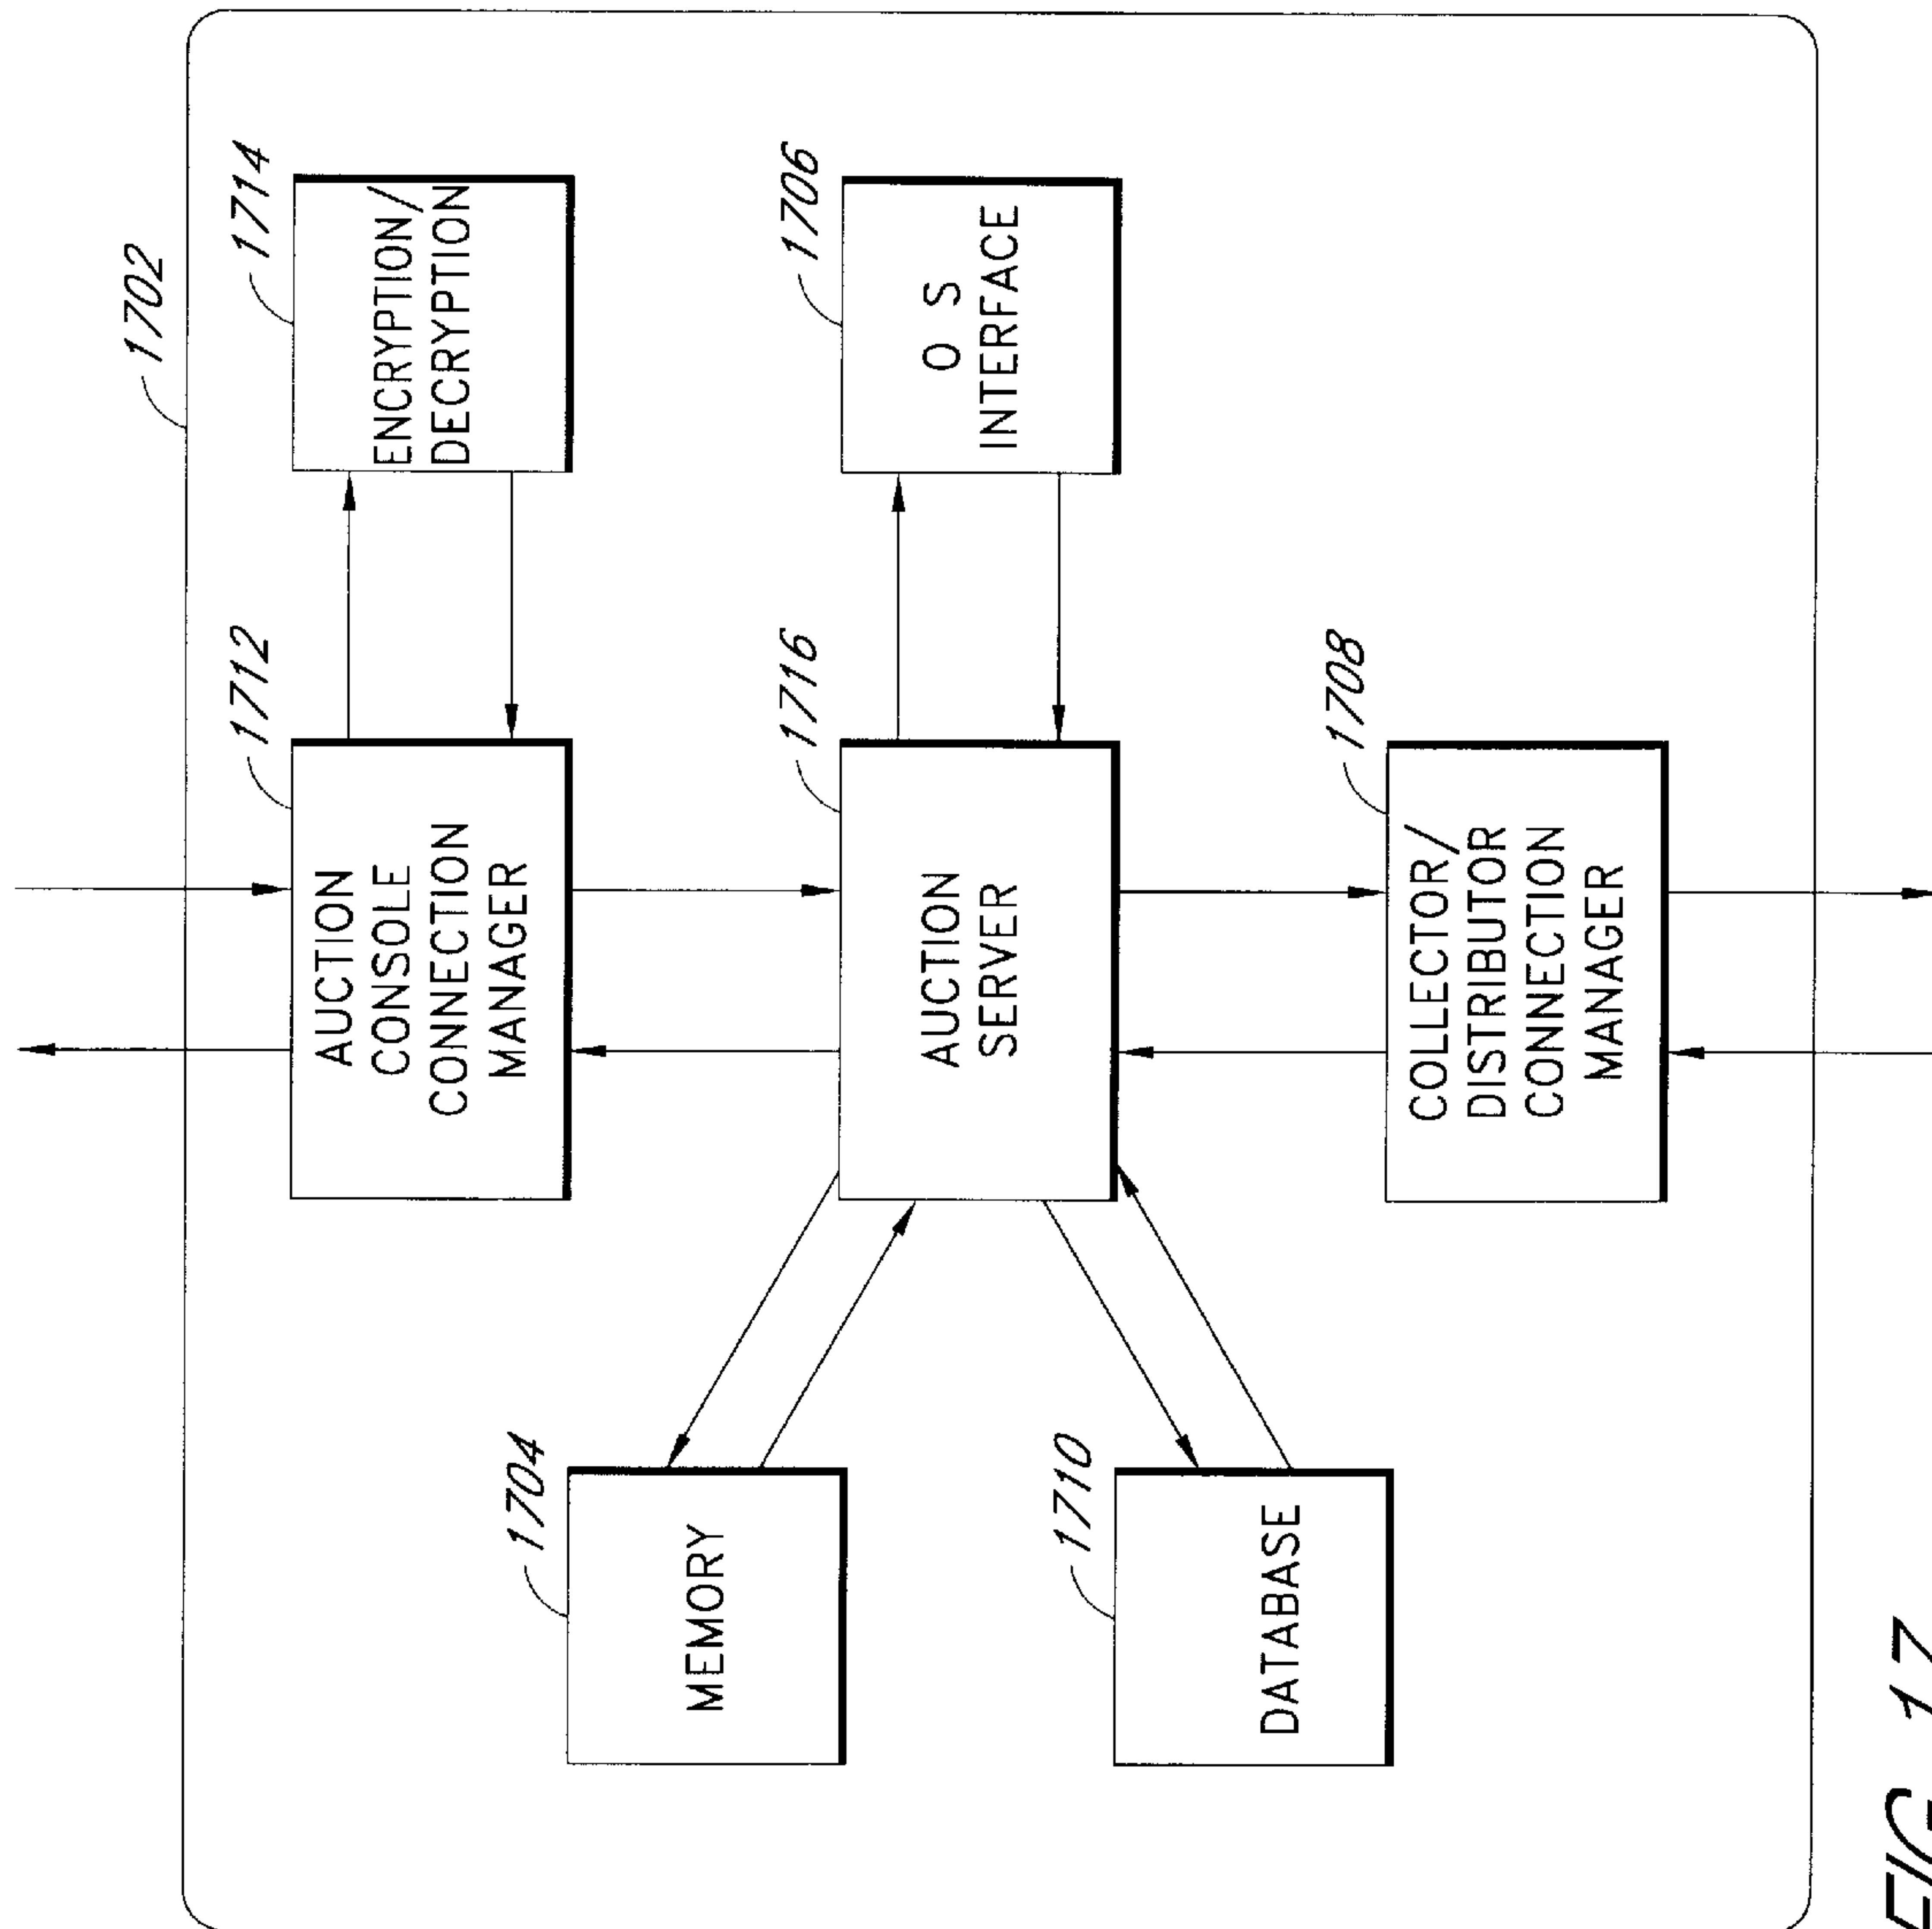 1702
1712
AUCTION
CONSOLE
CONNECTION
MANAGER
1714
ENCRYPTION/
DECRYPTION
1704
MEMORY
1716
AUCTION
SERVER
1706
O S
INTERFACE
1710
DATABASE
1708
COLLECTOR/
DISTRIBUTOR
CONNECTION
MANAGER
FIG. 17